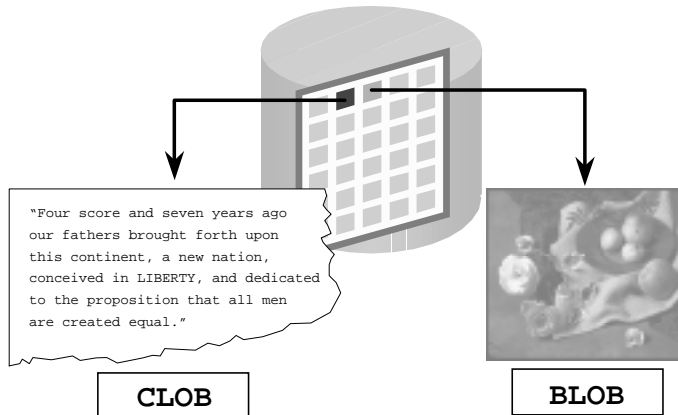 "Four score and seven years ago
our fathers brought forth upon
this continent, a new nation,
conceived in LIBERTY, and dedicated
to the proposition that all men
are created equal."
CLOB
BLOB